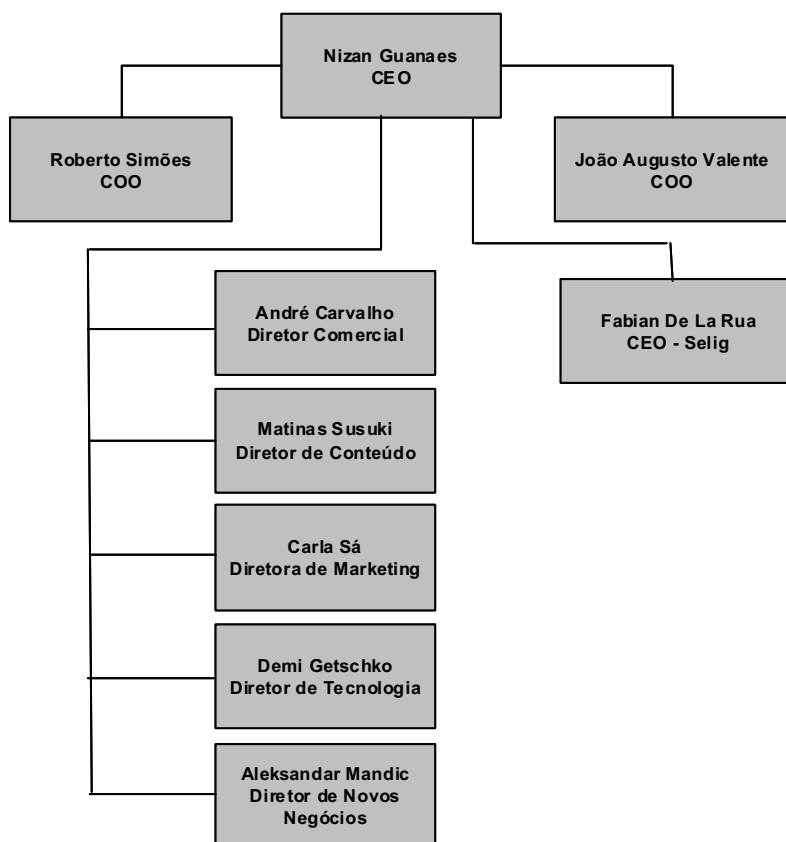 Nizan Guanaes
CEO
Roberto Simões
COO
João Augusto Valente
COO
André Carvalho
Diretor Comercial
Fabian De La Rua
CEO - Selig
Matinas Susuki
Diretor de Conteúdo
Carla Sá
Diretora de Marketing
Demi Getschko
Diretor de Tecnologia
Aleksandar Mandic
Diretor de Novos
Negócios